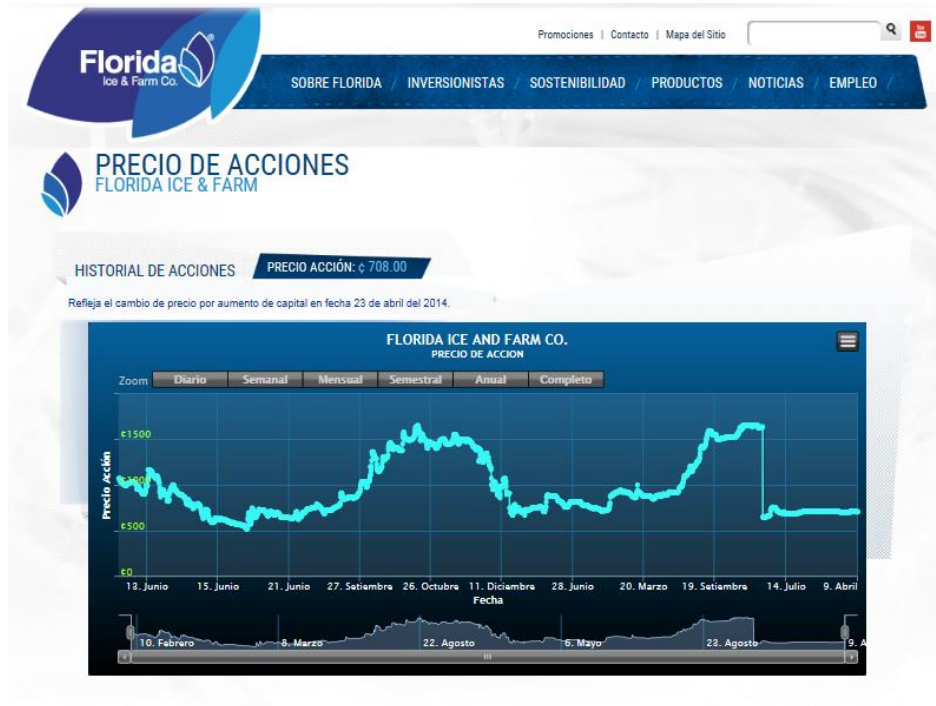 Promociones | Contacto | Mapa del Sitio
You
Florida
Ice & Farm Co.
SOBRE FLORIDA / INVERSIONISTAS / SOSTENIBILIDAD / PRODUCTOS / NOTICIAS / EMPLEO /
PRECIO DE ACCIONES
FLORIDA ICE & FARM
HISTORIAL DE ACCIONES
PRECIO ACCIÓN: ¢ 708.00
Refleja el cambio de precio por aumento de capital en fecha 23 de abril del 2014.
FLORIDA ICE AND FARM CO.
PRECIO DE ACCION
Zoom Diario Semanal Mensual Semestral Anual Completo
¢1500
¢1000
¢500
¢0
Precio Acción
13. Junio 15. Junio 21. Junio 27. Setiembre 26. Octubre 11. Diciembre 28. Junio 20. Marzo 19. Setiembre 14. Julio 9. Abril
Fecha
10. Febrero 8. Marzo 22. Agosto 6. Mayo 23. Agosto 9. A